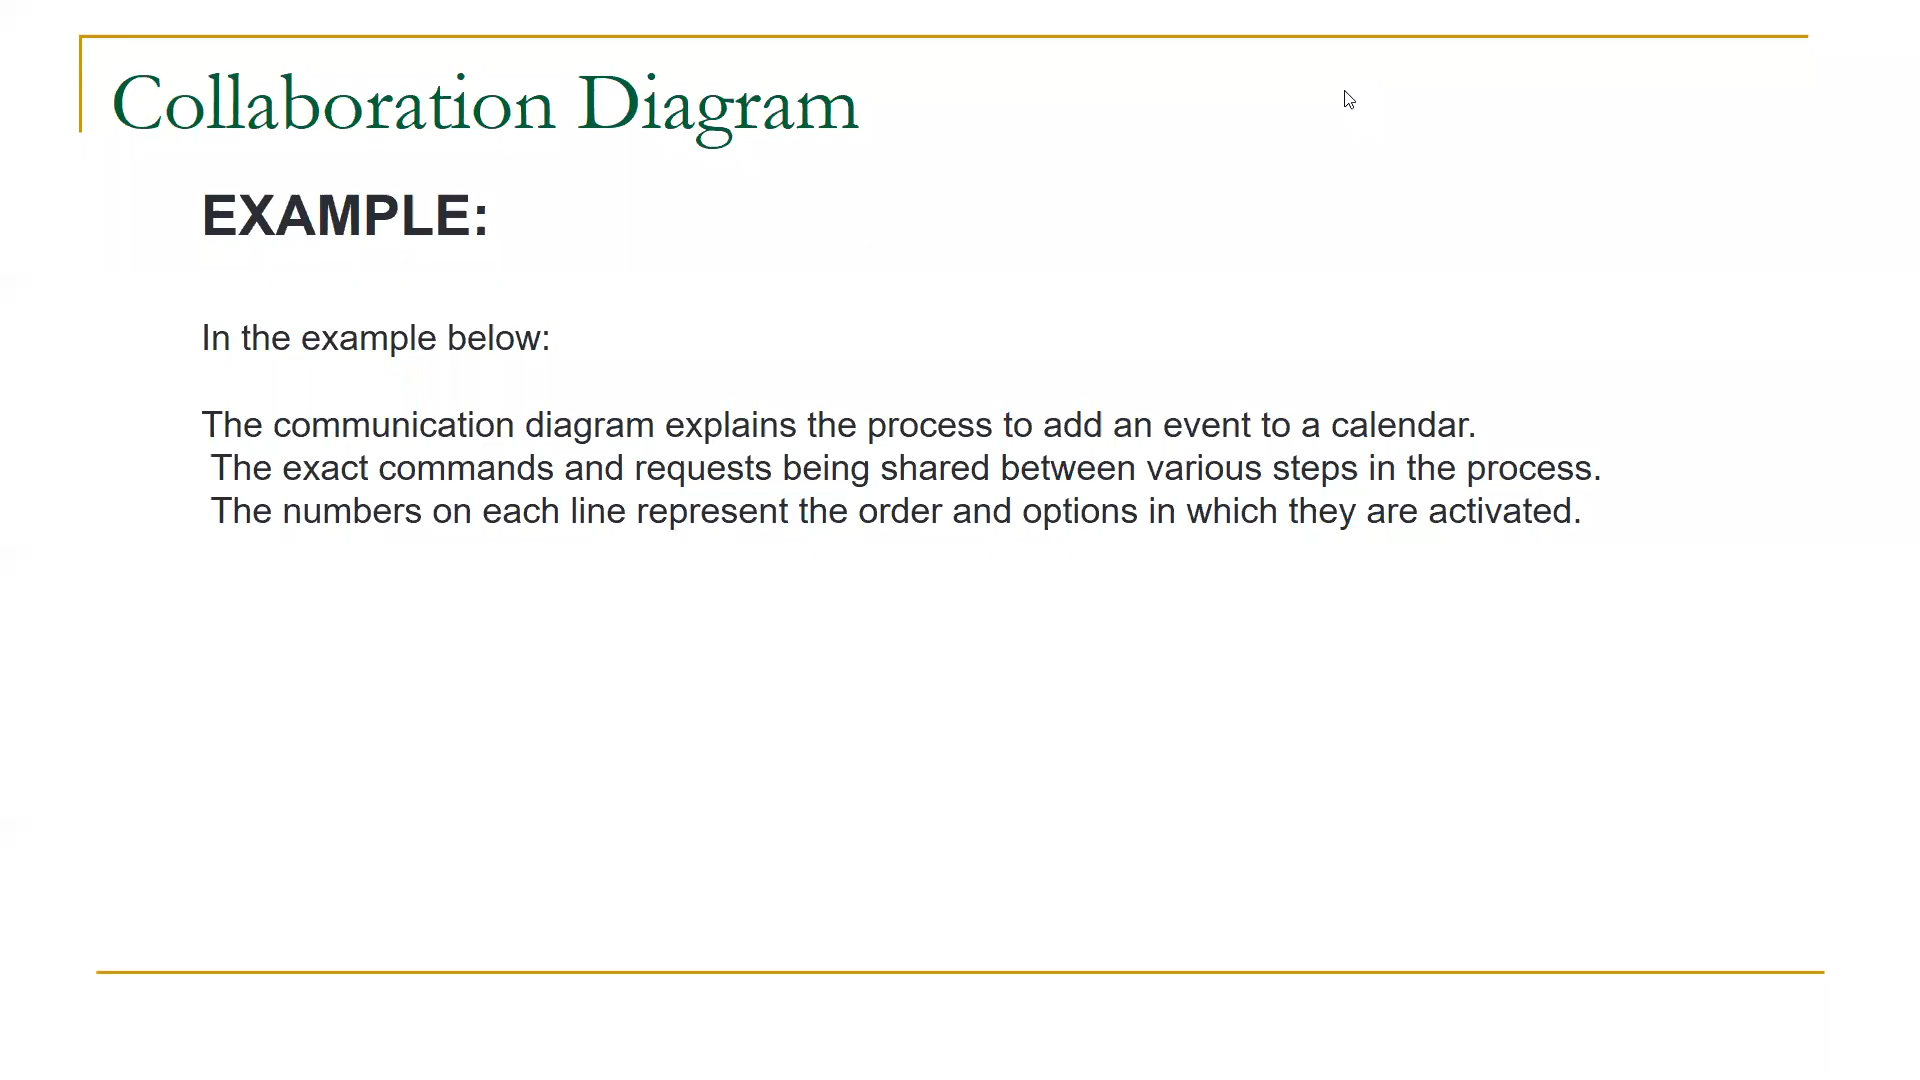 Collaboration Diagram
EXAMPLE:
In the example below:
The communication diagram explains the process to add an event to a calendar.
The exact commands and requests being shared between various steps in the process.
The numbers on each line represent the order and options in which they are activated.